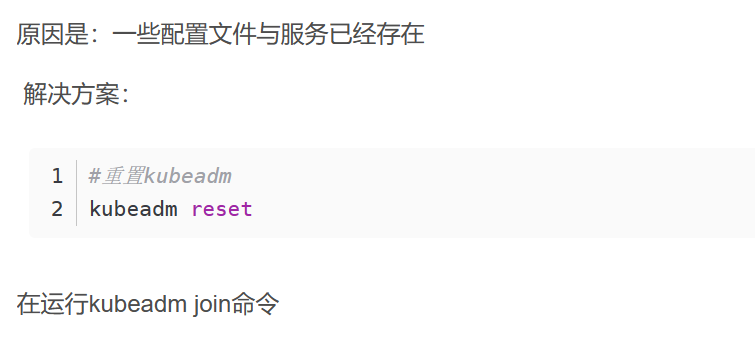 原因是：一些配置文件与服务已经存在
解决方案：
1 #重置kubeadm
2 kubeadm reset
在运行kubeadm join命令